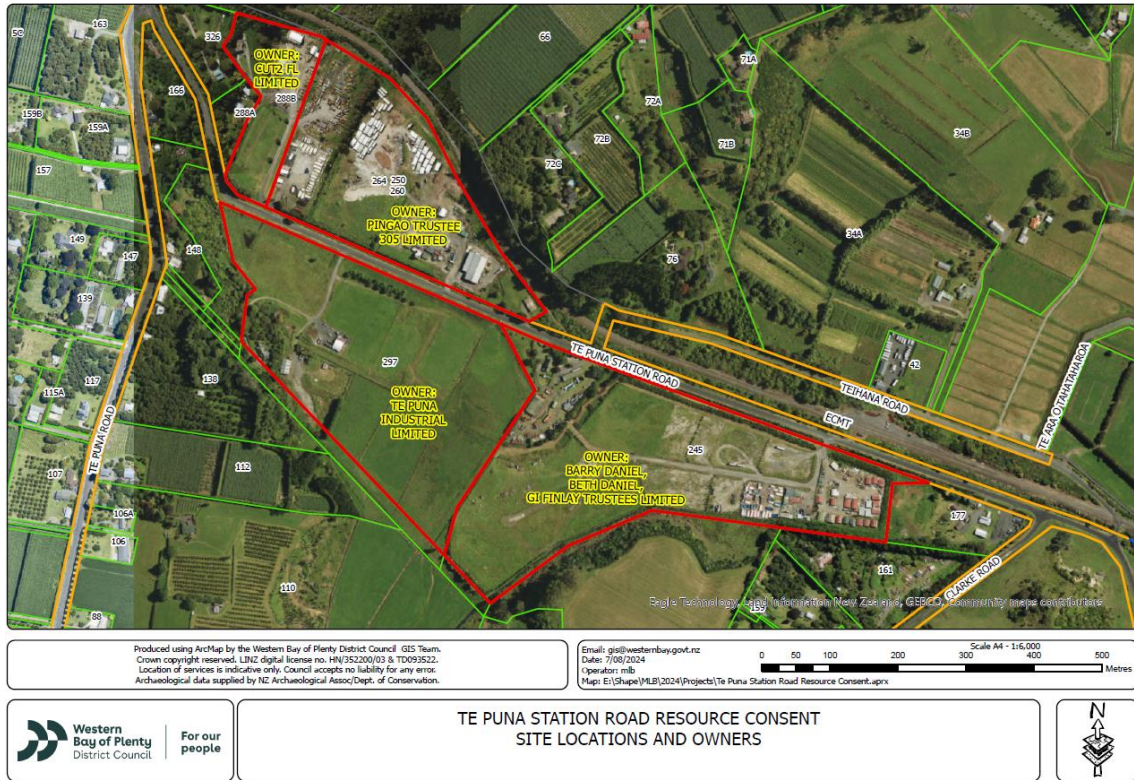 163
5C
326
66
166
OWNER:
CUT2 FL
LIMITED
288B
288A
71A
72A
159B
159A
72B
71B
34B
72C
157
264 250
260
OWNER:
PINGAO TRUSTEE
305 LIMITED
34A
149
147
148
76
139
TE PUNA STATION ROAD
TEIHANA ROAD
ECMT
TE ARA OTAHATAHAROA
42
297
138
117
115A
OWNER:
TE PUNA
INDUSTRIAL
LIMITED
TE PUNA ROAD
OWNER:
BARRY DANIEL,
BETH DANIEL,
GI FINLAY TRUSTEES LIMITED
245
112
107
106A
106
177
161
CLARKE ROAD
110
159
88
Eagle Technology, Land Information New Zealand, GEBCO, Community maps contributors
Produced using ArcMap by the Western Bay of Plenty District Council GIS Team.
Crown copyright reserved. LINZ digital license no. HN/352200/03 & TD093522.
Location of services is indicative only. Council accepts no liability for any error.
Archaeological data supplied by NZ Archaeological Assoc/Dept. of Conservation.
Email: gis@westernbay.govt.nz
Date: 7/08/2024
Operator: mlb
Map: E:\Shape\MLB\2024\Projects\Te Puna Station Road Resource Consent.aprx
Scale A4 - 1:6,000
0 50 100 200 300 400 500
Metres
Western
Bay of Plenty
District Council
For our
people
TE PUNA STATION ROAD RESOURCE CONSENT
SITE LOCATIONS AND OWNERS
N